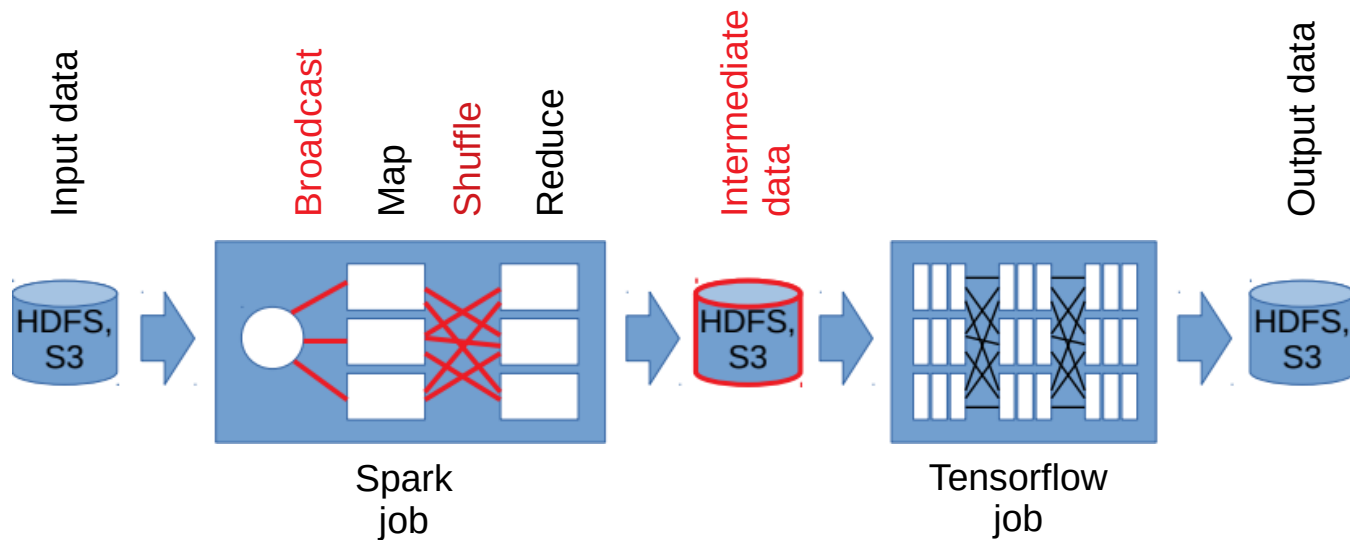 Input data
Broadcast
Map
Shuffle
Reduce
Intermediate
data
Output data
HDFS,
S3
HDFS,
S3
HDFS,
S3
Spark
job
Tensorflow
job